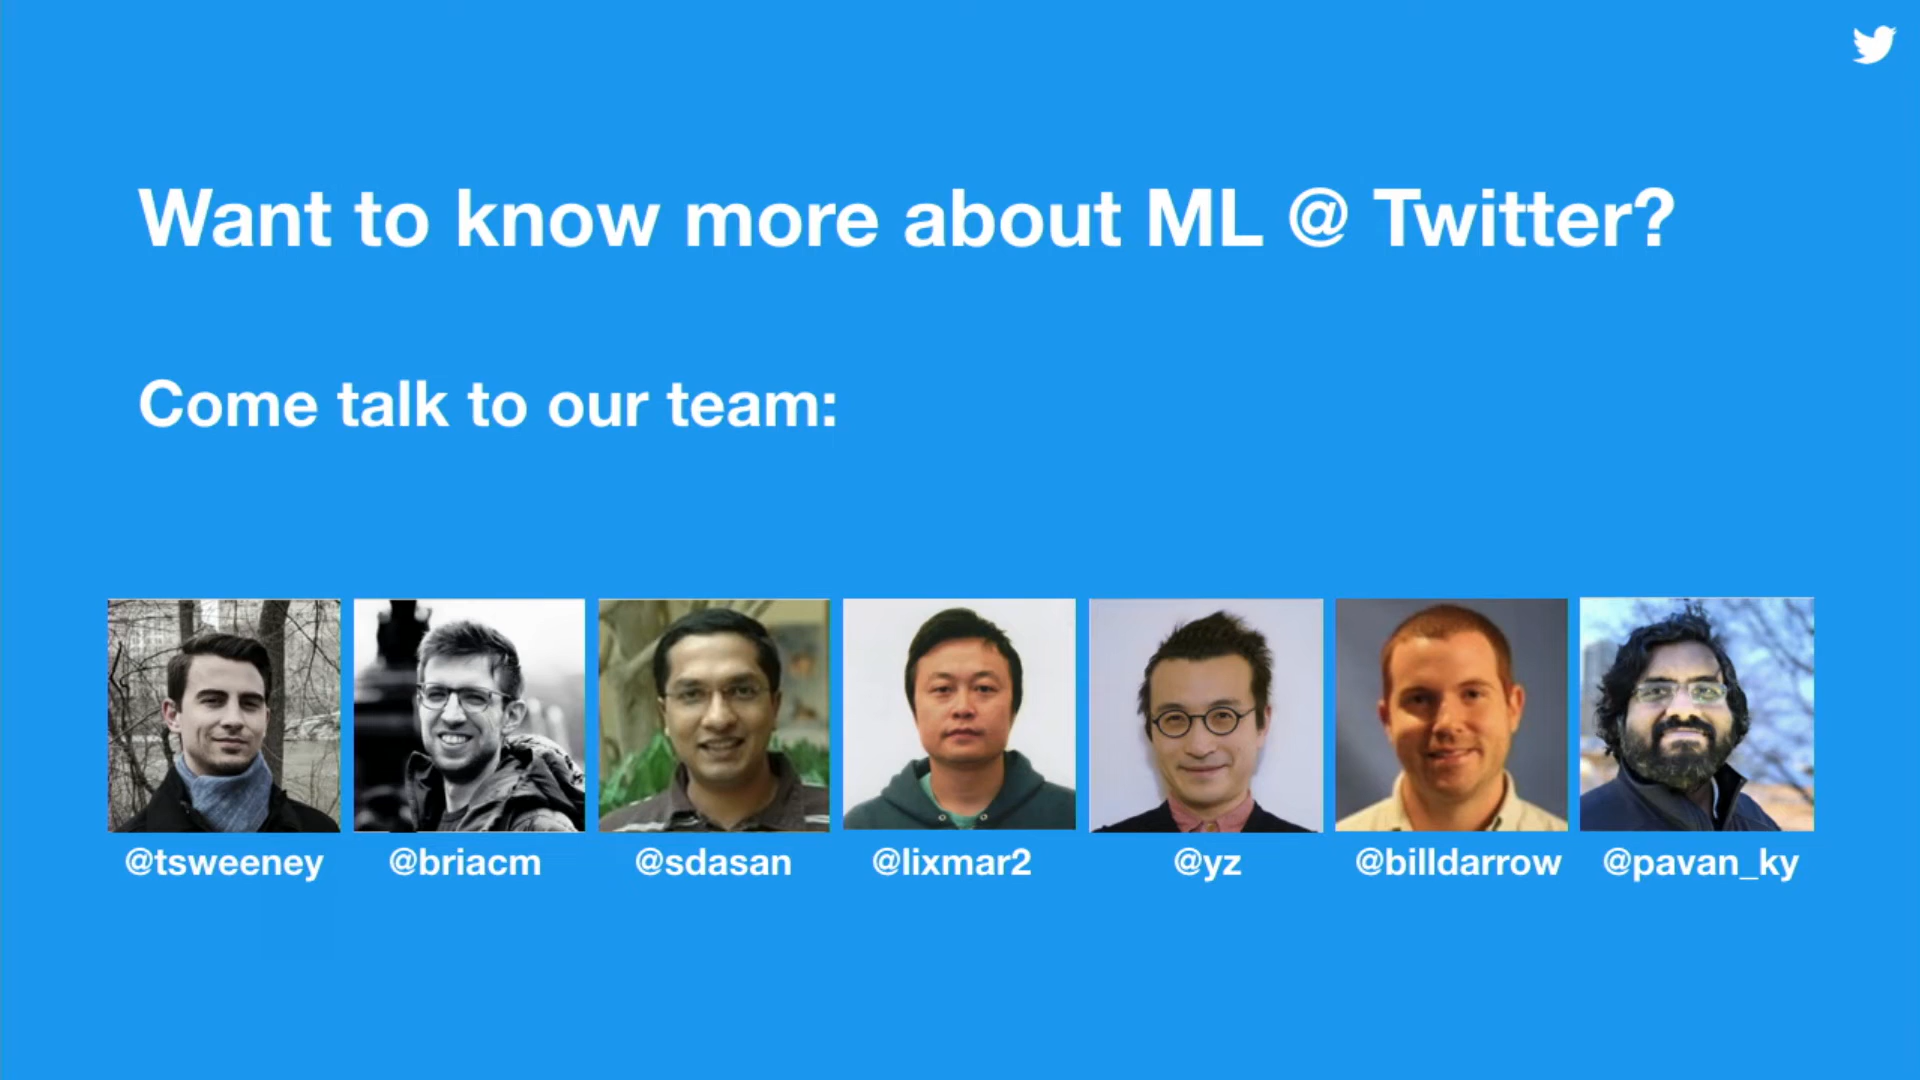 Want to know more about ML @ Twitter?
Come talk to our team:
@tsweeney @briacm @sdasan @lixmar2 @yz @billdarrow @pavan_ky